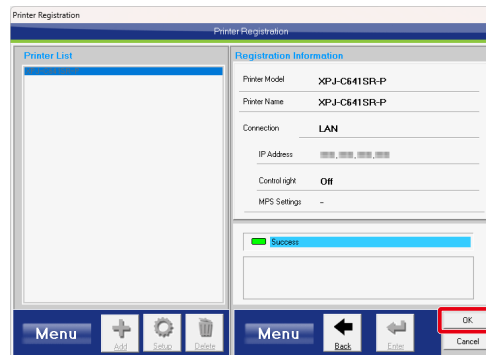 Printer Registration
Printer Registration
Printer List
Registration Information
Printer Model XPJ-C641SR-P
Printer Name XPJ-C641SR-P
Connection LAN
IP Address
Control right Off
MPS Settings -
Success
Menu
Add
Setup
Delete
Menu
Back
Enter
OK
Cancel